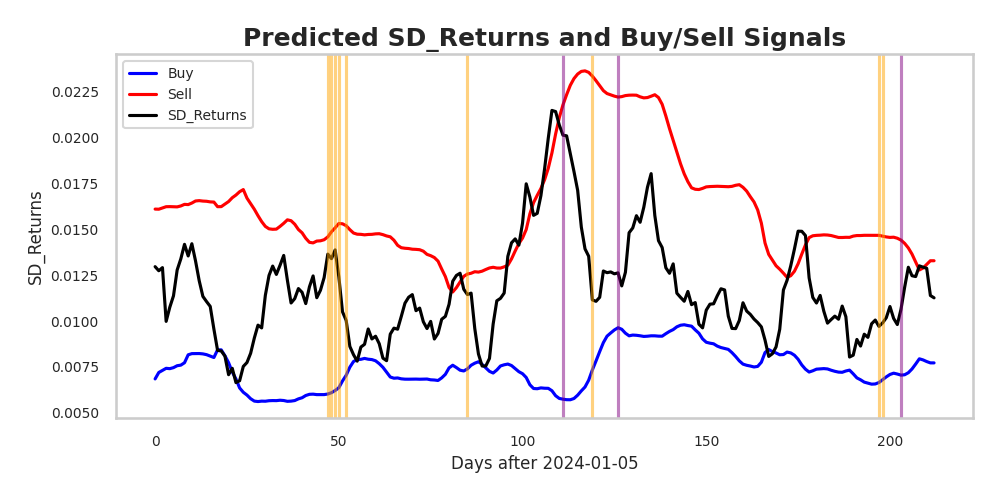 Predicted SD_Returns and Buy/Sell Signals
Buy
Sell
SD_Returns
SD_Returns
0.0225
0.0200
0.0175
0.0150
0.0125
0.0100
0.0075
0.0050
0 50 100 150 200
Days after 2024-01-05